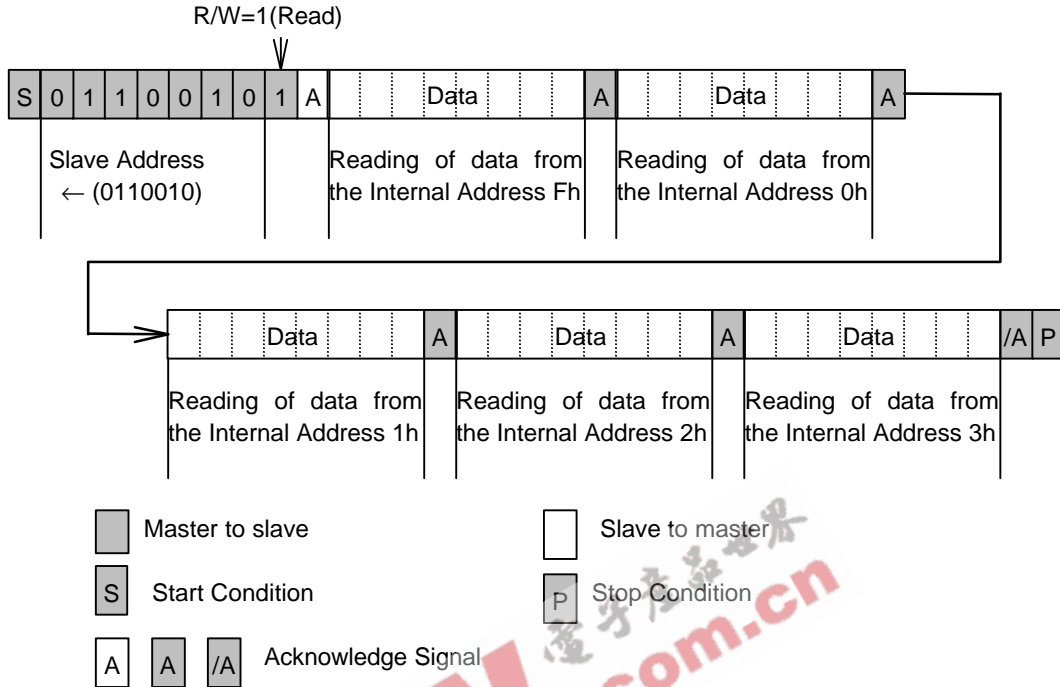 R/W=1(Read)
S 0 1 1 0 0 1 0 1 A Data A Data A
Slave Address
← (0110010)
Reading of data from
the Internal Address Fh
Reading of data from
the Internal Address 0h
Data A Data A Data /A P
Reading of data from
the Internal Address 1h
Reading of data from
the Internal Address 2h
Reading of data from
the Internal Address 3h
Master to slave
Slave to master
S Start Condition
P Stop Condition
A A /A Acknowledge Signal
com.cn